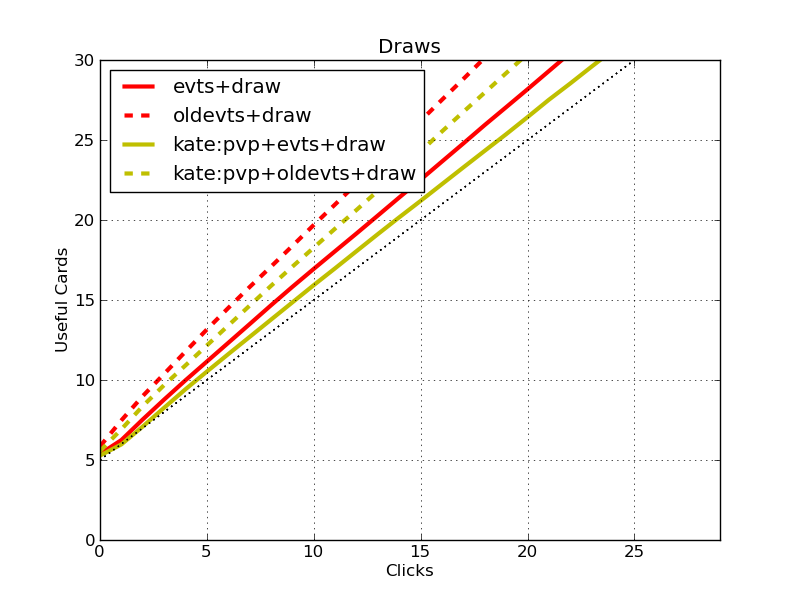 Draws
30
25
20
15
10
5
0
Useful Cards
evts+draw
oldevts+draw
kate:pvp+evts+draw
kate:pvp+oldevts+draw
0 5 10 15 20 25
Clicks